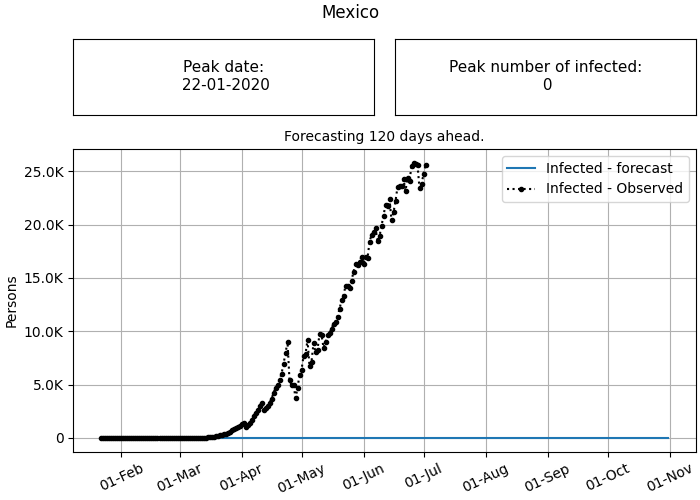 Mexico
Peak date:
22-01-2020
Peak number of infected:
0
Forecasting 120 days ahead.
Infected - forecast
Infected - Observed
Persons
25.0K
20.0K
15.0K
10.0K
5.0K
0
01-Feb
01-Mar
01-Apr
01-May
01-Jun
01-Jul
01-Aug
01-Sep
01-Oct
01-Nov